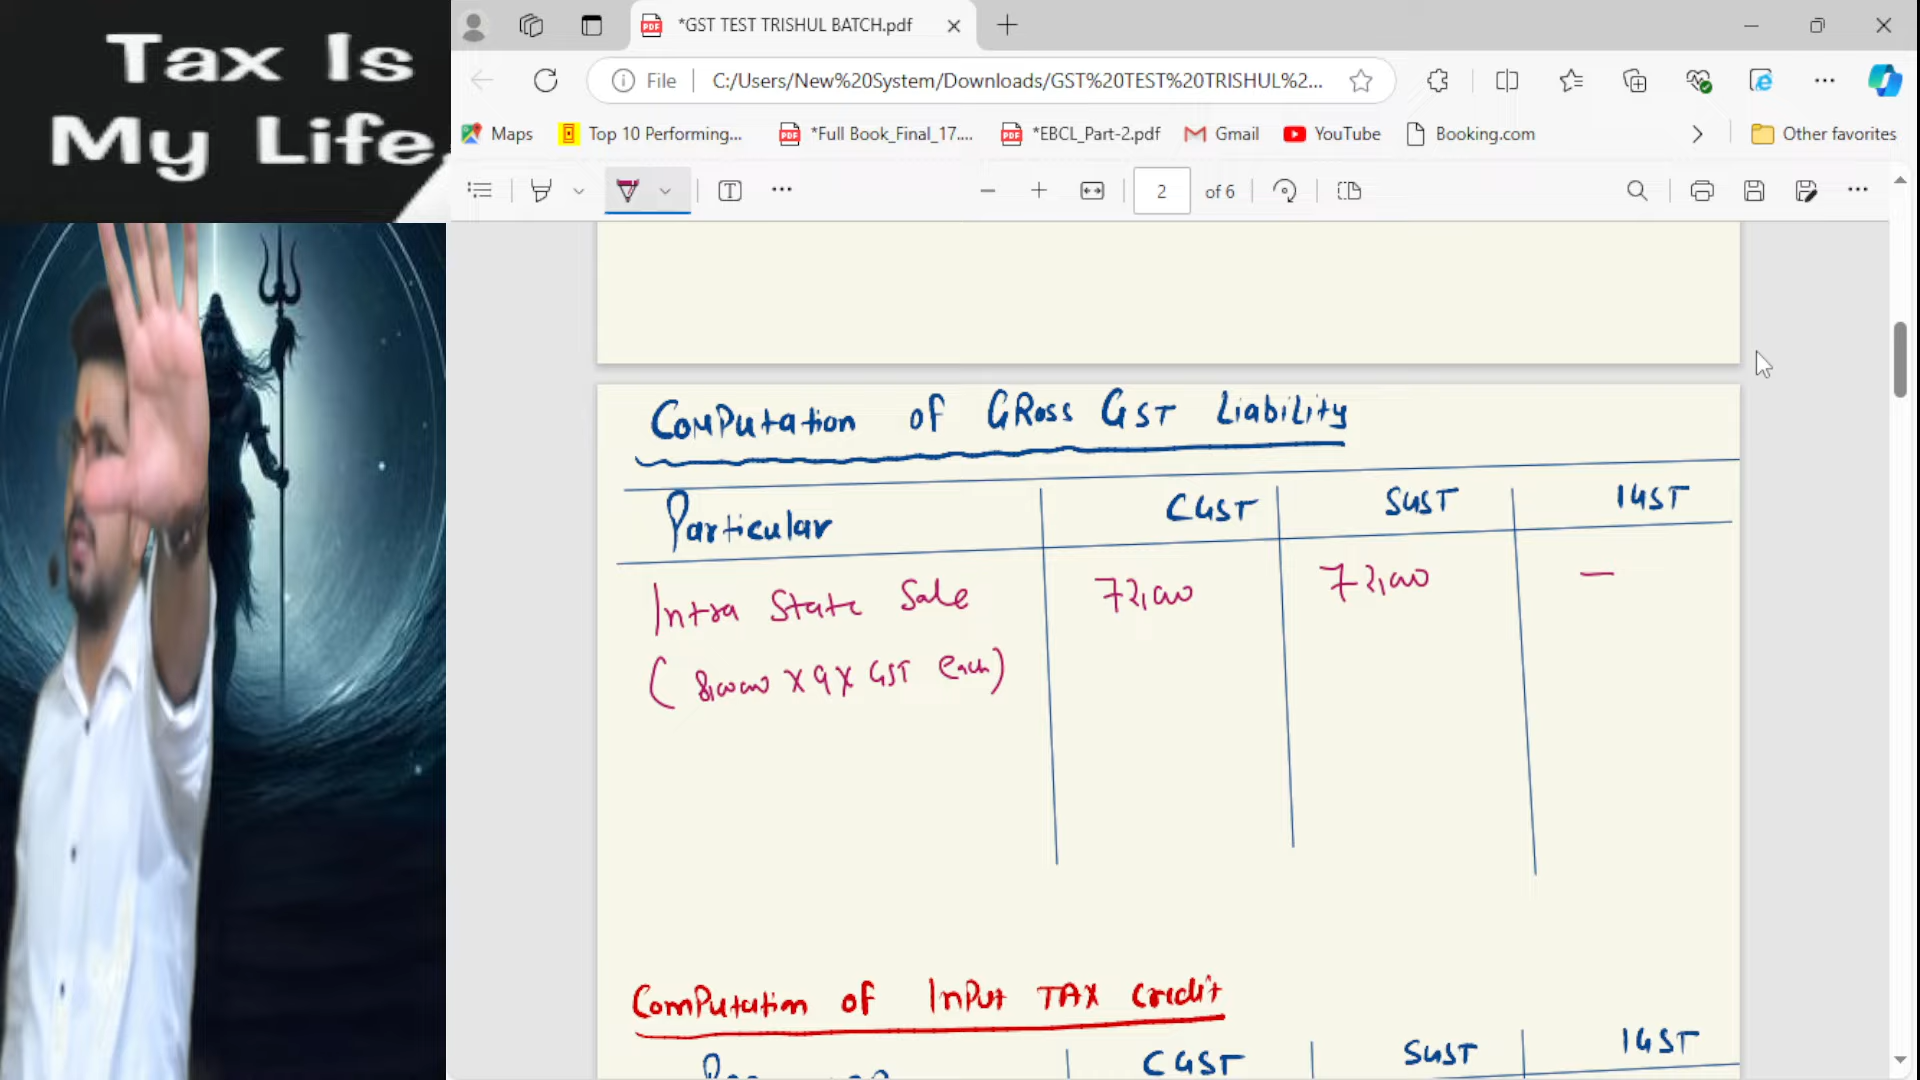 Tax Is
My Life.
*GST TEST TRISHUL BATCH.pdf
File
C:/Users/New%20System/Downloads/GST%20TEST%20TRISHUL%2...
Maps
Top 10 Performing...
*Full Book_Final_17....
*EBCL_Part-2.pdf
Gmail
YouTube
Booking.com
Other favorites
2 of 6
Computation of GRoss GST Liability
Particular CGST SGST IGST
Intra State Sale 72,000 72,000 —
( 8,00,000 x 9% GST each)
Computation of Input TAX Credit
CGST SGST IGST